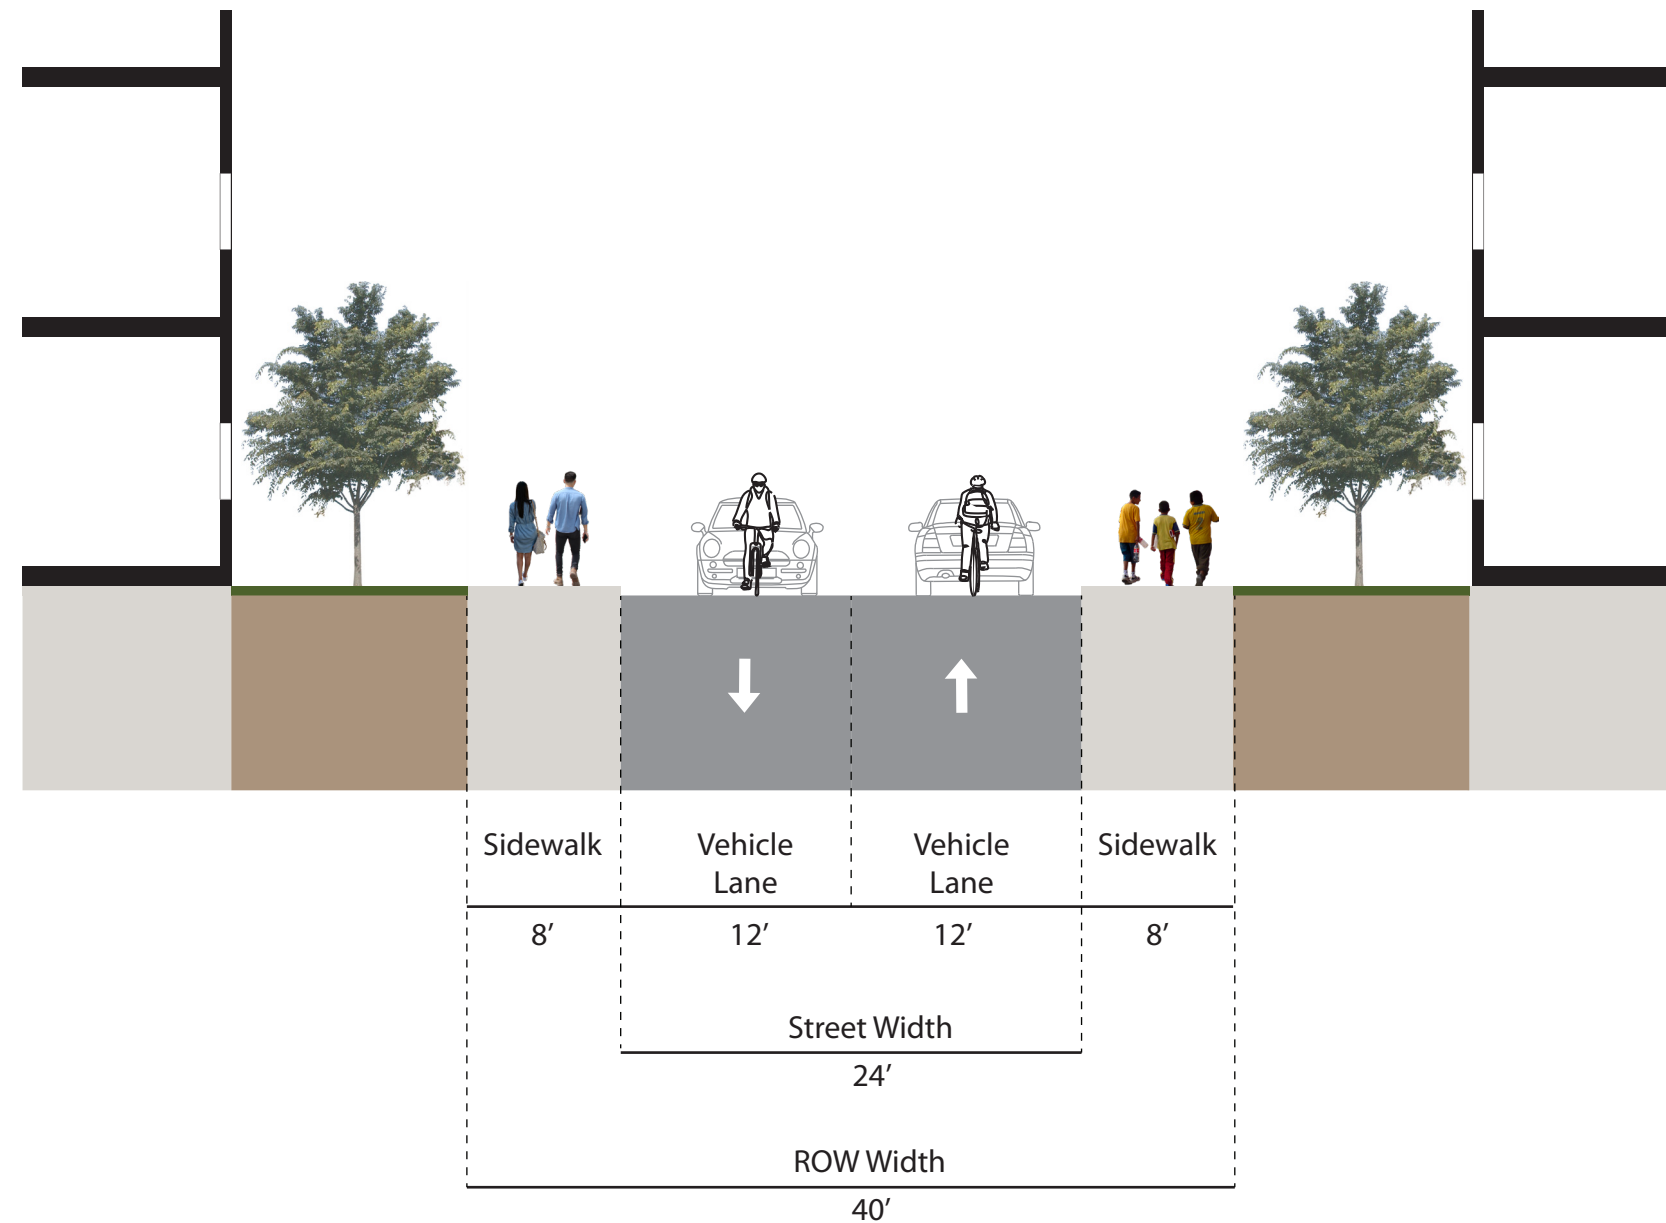 Sidewalk
Vehicle
Lane
Vehicle
Lane
Sidewalk
8’
12’
12’
8’
Street Width
24’
ROW Width
40’